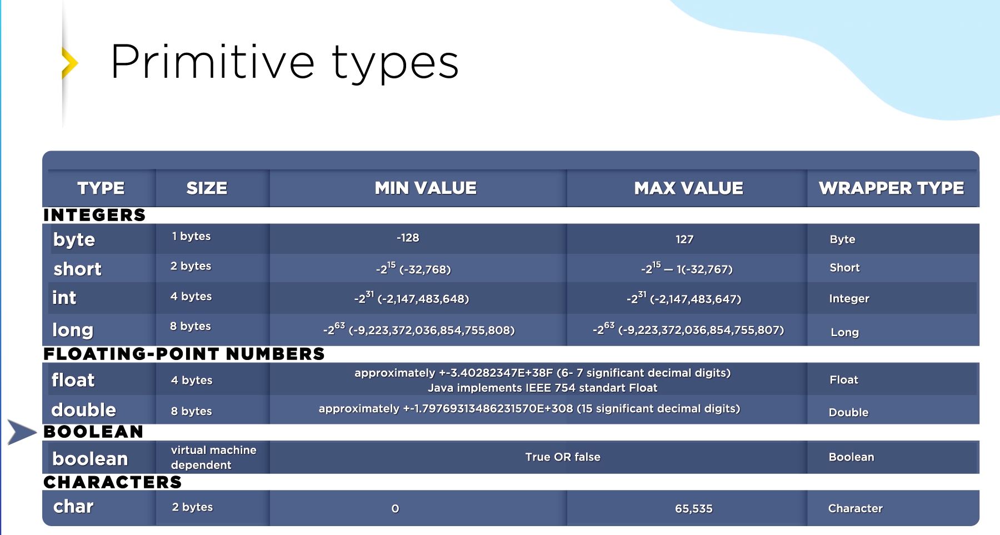 Primitive types
TYPE SIZE MIN VALUE MAX VALUE WRAPPER TYPE
INTEGERS
byte 1 bytes -128 127 Byte
short 2 bytes -2^15 (-32,768) -2^15 — 1(-32,767) Short
int 4 bytes -2^31 (-2,147,483,648) -2^31 (-2,147,483,647) Integer
long 8 bytes -2^63 (-9,223,372,036,854,755,808) -2^63 (-9,223,372,036,854,755,807) Long
FLOATING-POINT NUMBERS
float 4 bytes approximately +-3.40282347E+38F (6- 7 significant decimal digits) Float
Java implements IEEE 754 standart Float
double 8 bytes approximately +-1.79769313486231570E+308 (15 significant decimal digits) Double
BOOLEAN
boolean virtual machine True OR false Boolean
dependent
CHARACTERS
char 2 bytes 0 65,535 Character